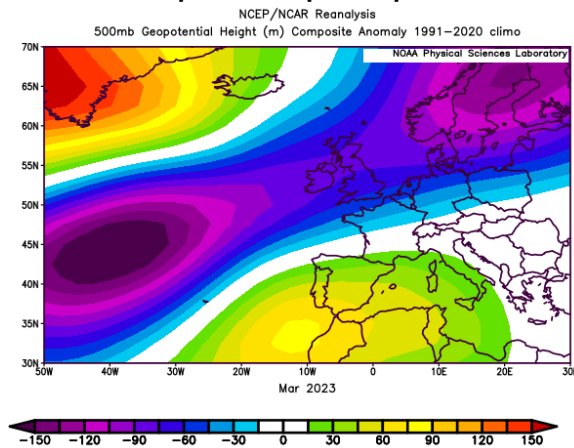 NCEP/NCAR Reanalysis
500mb Geopotential Height (m) Composite Anomaly 1991−2020 climo
NOAA Physical Sciences Laboratory
70N
65N
60N
55N
50N
45N
40N
35N
30N
50W 40W 30W 20W 10W 0 10E 20E 30E
Mar 2023
−150 −120 −90 −60 −30 0 30 60 90 120 150